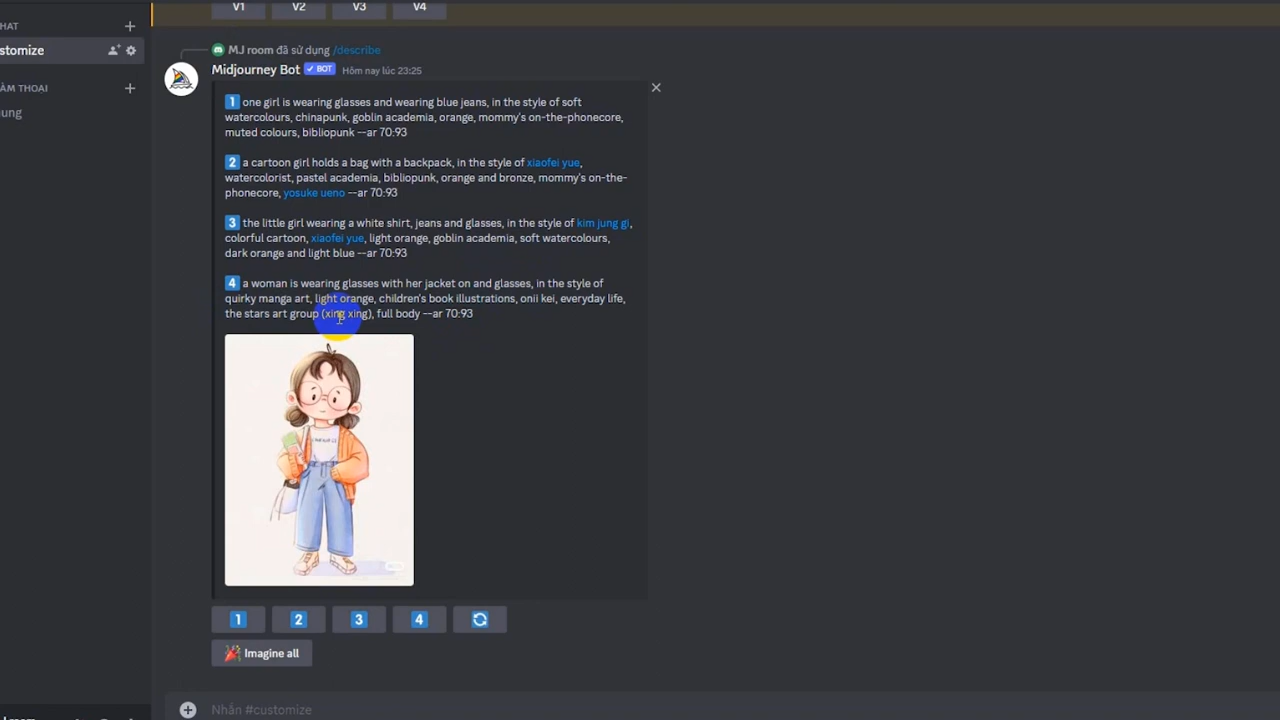 V1 V2 V3 V4
HAT
stomize
ÀM THOẠI
ung
MJ room đã sử dụng /describe
Midjourney Bot ✓ BOT Hôm nay lúc 23:25
1 one girl is wearing glasses and wearing blue jeans, in the style of soft
watercolours, chinapunk, goblin academia, orange, mommy's on-the-phonecore,
muted colours, bibliopunk --ar 70:93
2 a cartoon girl holds a bag with a backpack, in the style of xiaofei yue,
watercolorist, pastel academia, bibliopunk, orange and bronze, mommy's on-the-
phonecore, yosuke ueno --ar 70:93
3 the little girl wearing a white shirt, jeans and glasses, in the style of kim jung gi,
colorful cartoon, xiaofei yue, light orange, goblin academia, soft watercolours,
dark orange and light blue --ar 70:93
4 a woman is wearing glasses with her jacket on and glasses, in the style of
quirky manga art, light orange, children's book illustrations, onii kei, everyday life,
the stars art group (xing xing), full body --ar 70:93
1 2 3 4
Imagine all
Nhắn #customize